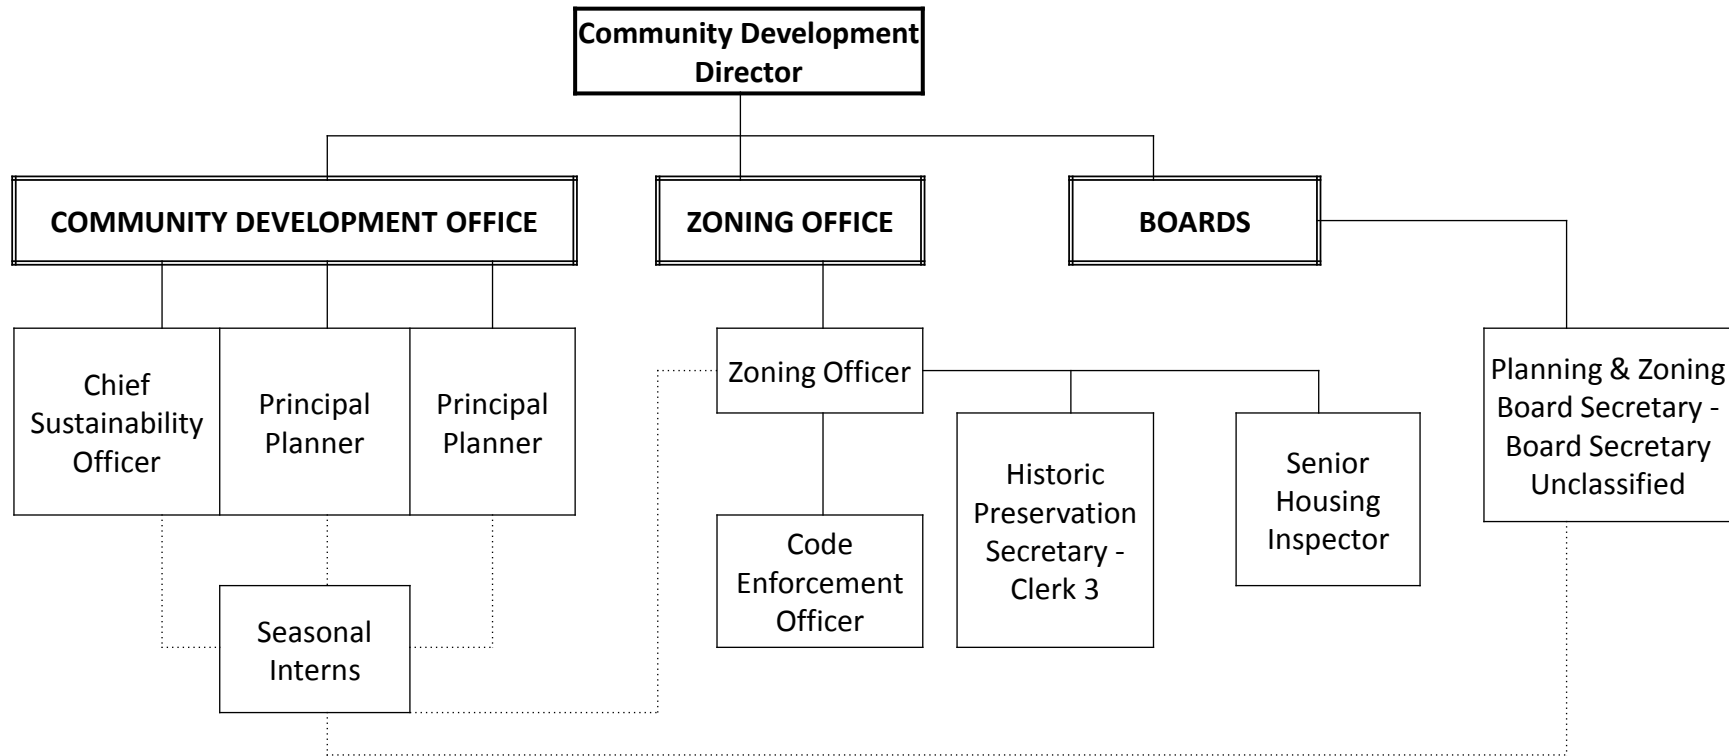 Community Development
Director
COMMUNITY DEVELOPMENT OFFICE
ZONING OFFICE
BOARDS
Chief
Sustainability
Officer
Principal
Planner
Principal
Planner
Zoning Officer
Planning & Zoning
Board Secretary -
Board Secretary
Unclassified
Code
Enforcement
Officer
Historic
Preservation
Secretary -
Clerk 3
Senior
Housing
Inspector
Seasonal
Interns